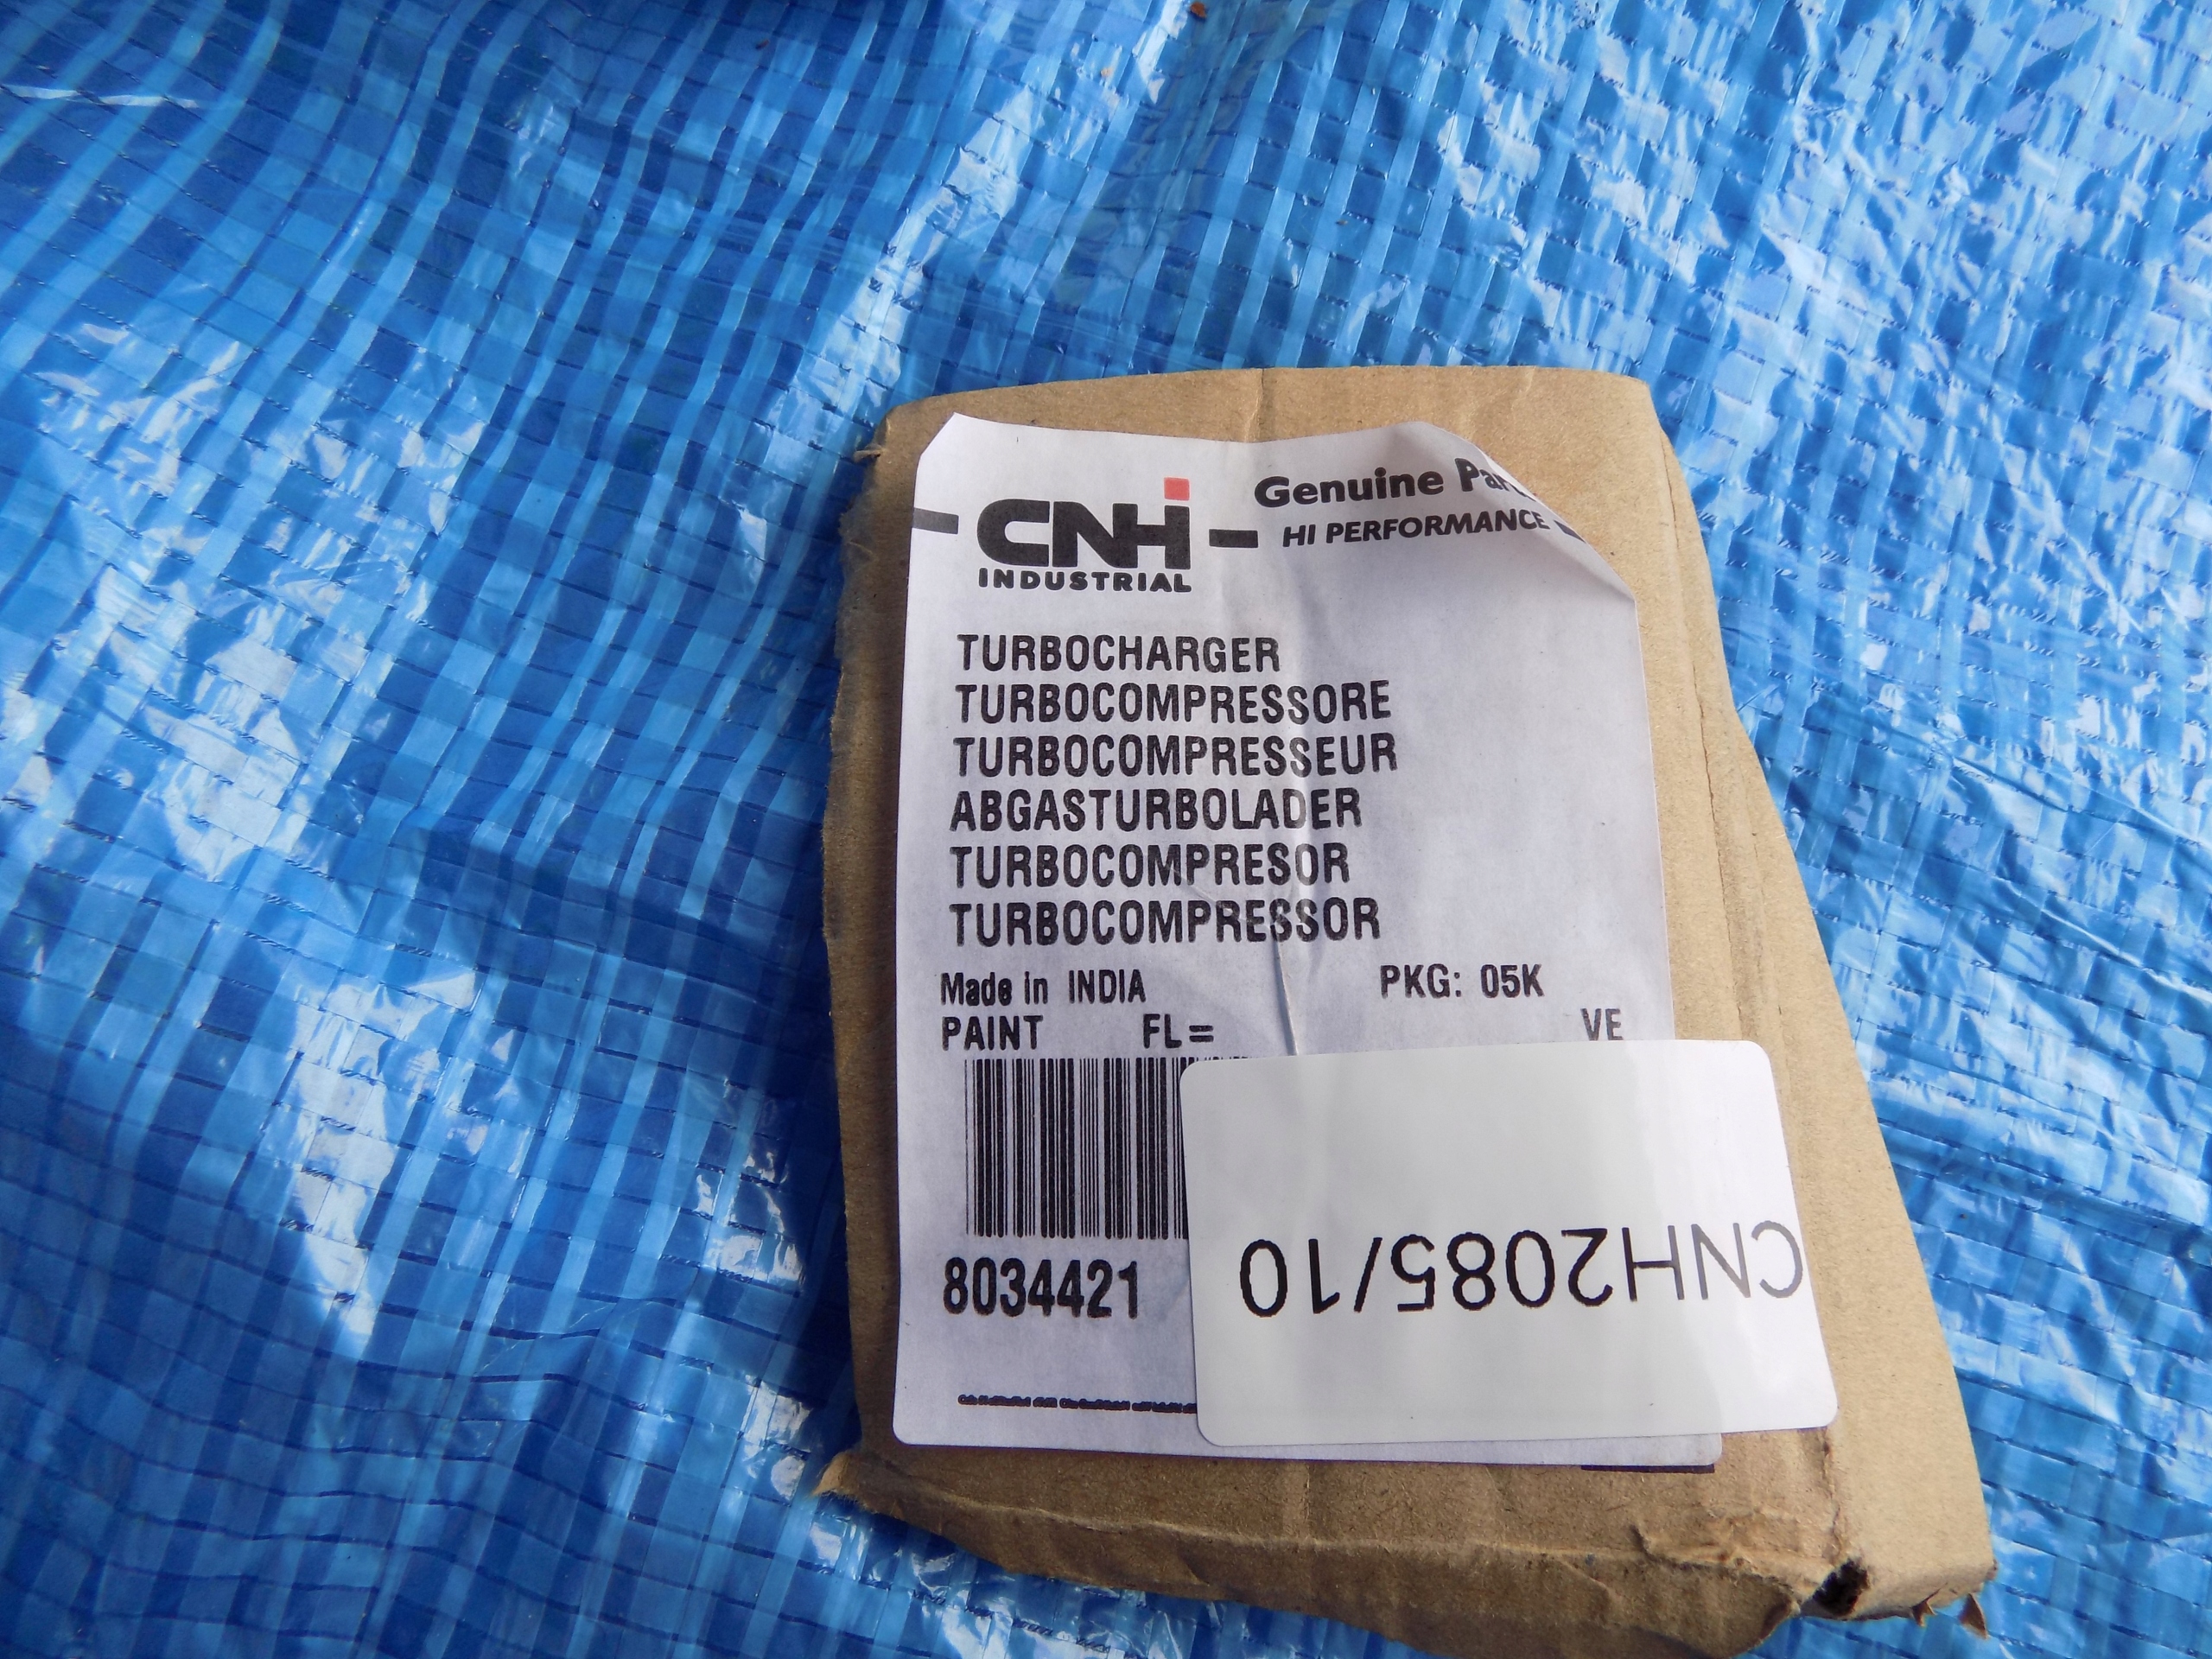 CNH
INDUSTRIAL
Genuine
HI PERFORMANCE
TURBOCHARGER
TURBOCOMPRESSORE
TURBOCOMPRESSEUR
ABGASTURBOLADER
TURBOCOMPRESOR
TURBOCOMPRESSOR
Made in INDIA PKG: 05K
PAINT FL= VE
8034421
CNH2085/10